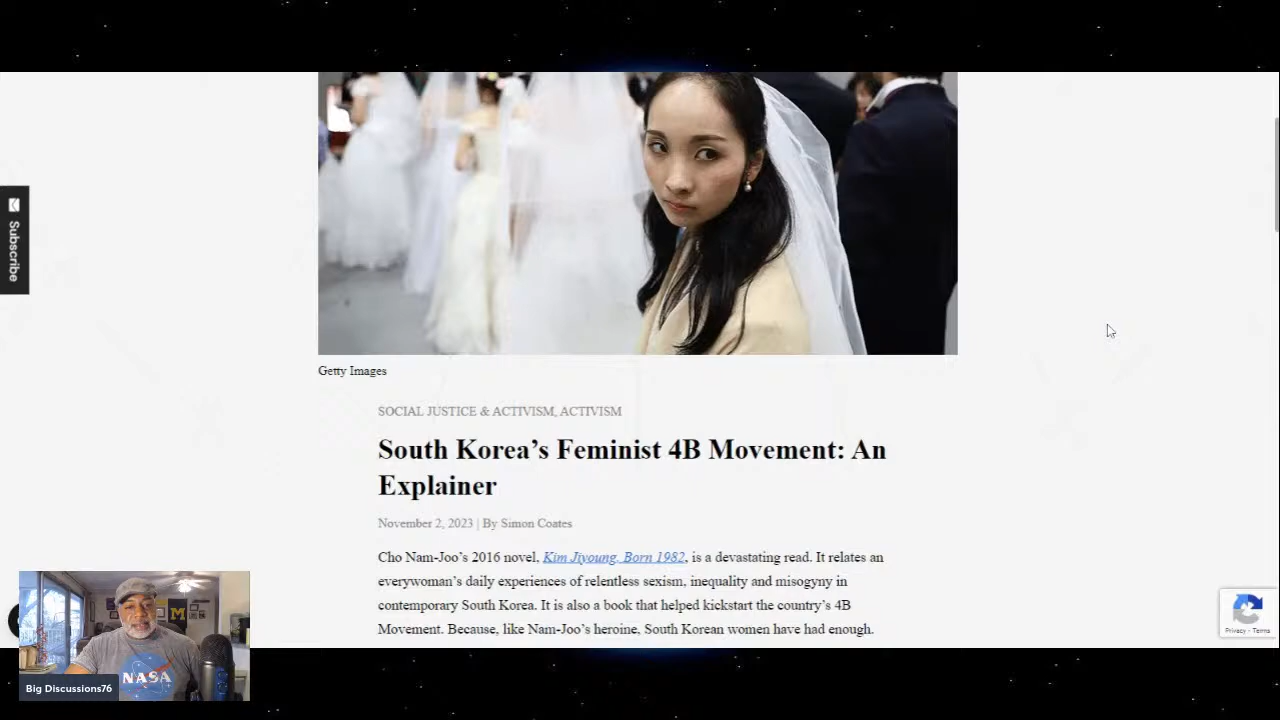 Subscribe
Getty Images
SOCIAL JUSTICE & ACTIVISM, ACTIVISM
South Korea's Feminist 4B Movement: An
Explainer
November 2, 2023 | By Simon Coates
Cho Nam-Joo's 2016 novel, Kim Jiyoung, Born 1982, is a devastating read. It relates an
everywoman's daily experiences of relentless sexism, inequality and misogyny in
contemporary South Korea. It is also a book that helped kickstart the country's 4B
Movement. Because, like Nam-Joo's heroine, South Korean women have had enough.
Privacy - Terms
M
NASA
Big Discussions76